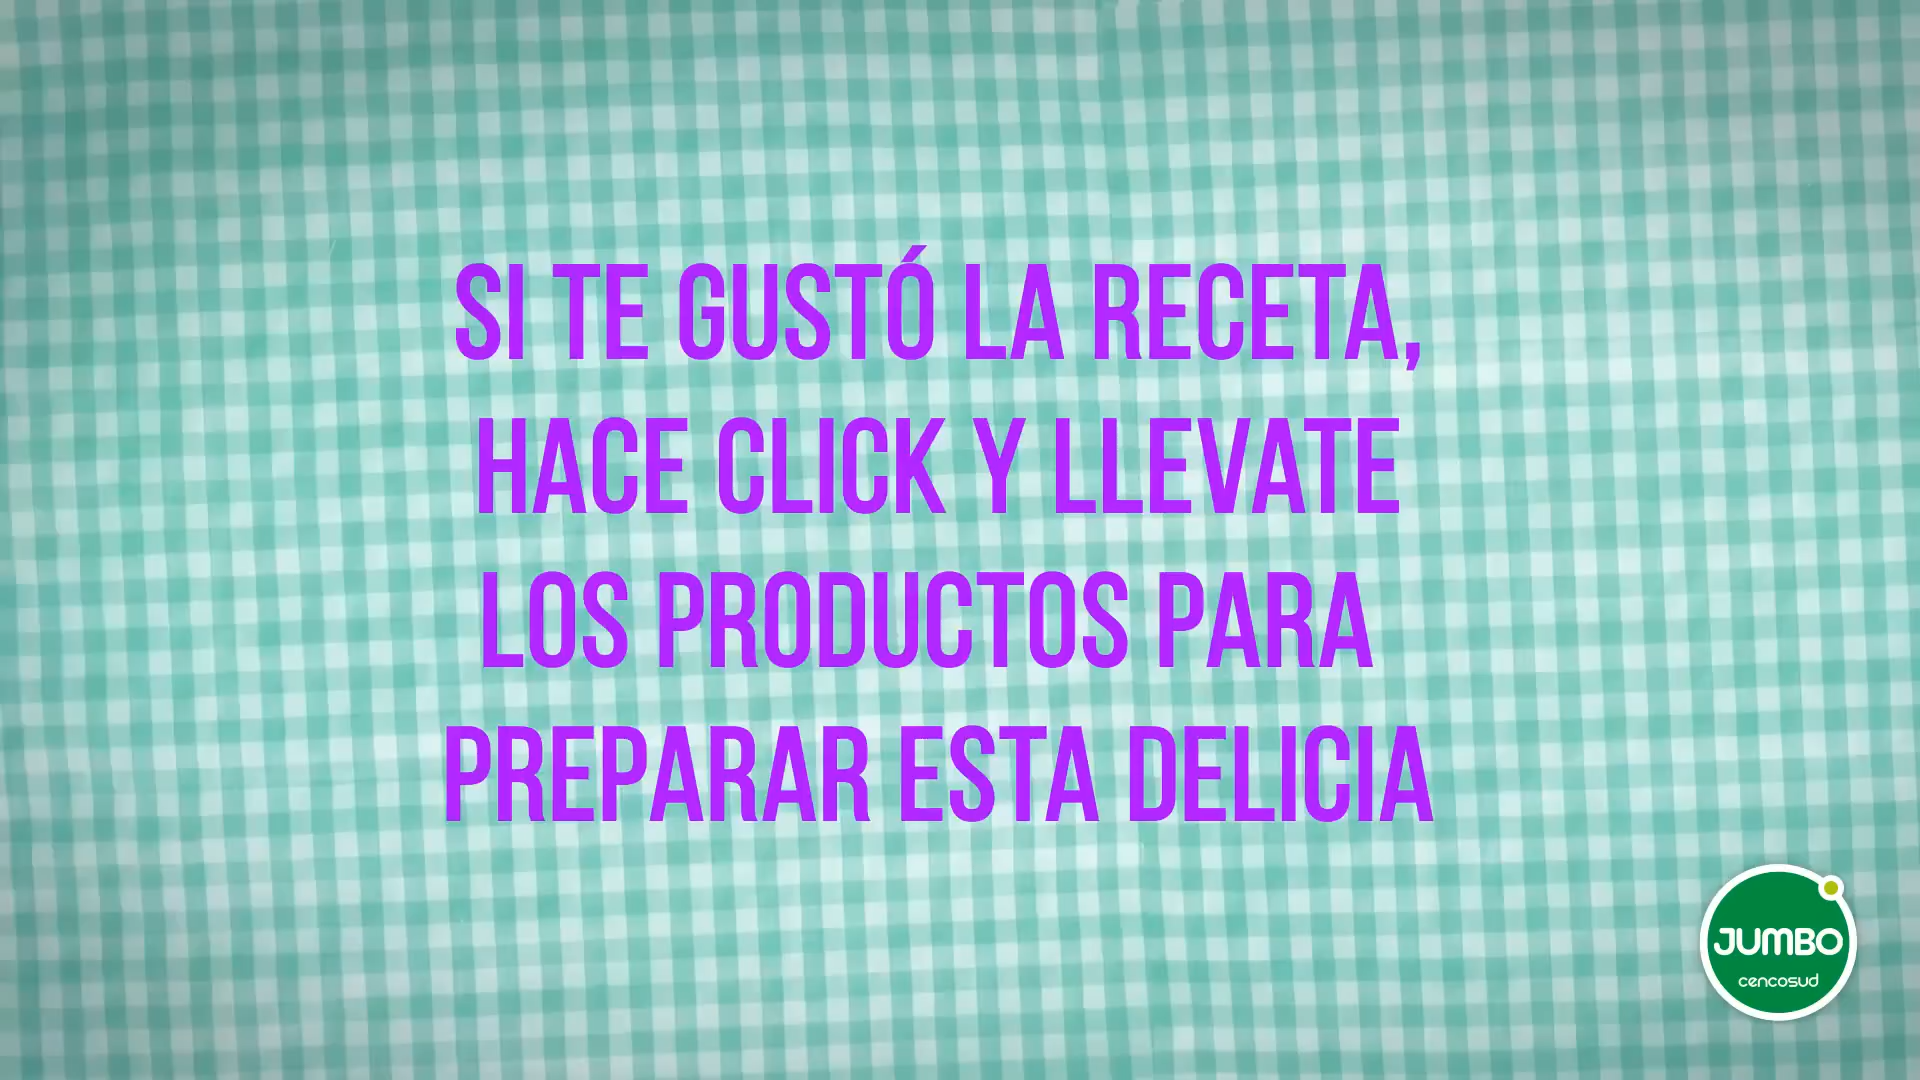 SI TE GUSTÓ LA RECETA,
HACE CLICK Y LLEVATE
LOS PRODUCTOS PARA
PREPARAR ESTA DELICIA
JUMBO
cencosud